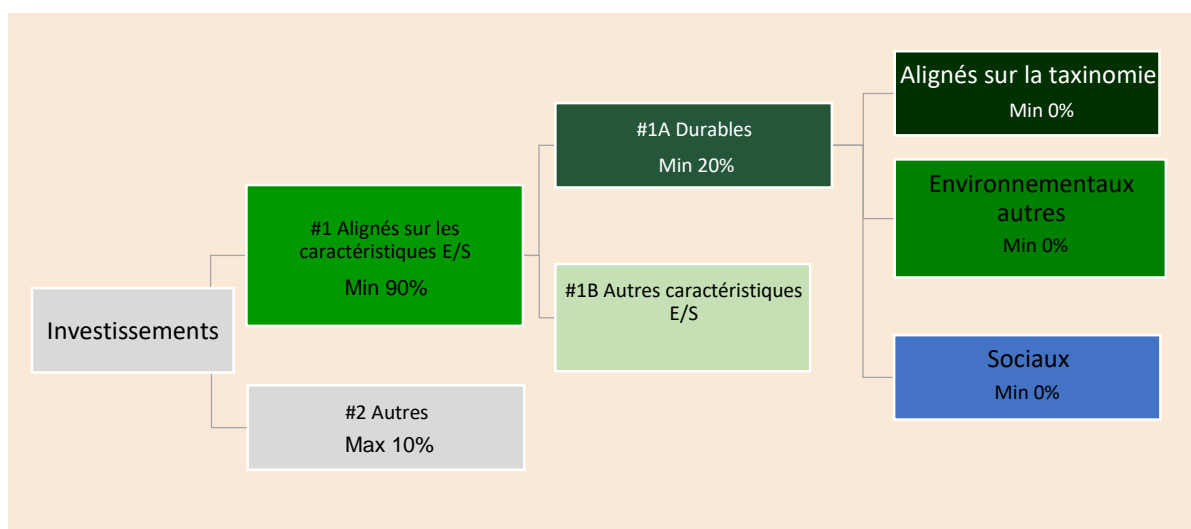 Investissements
#1 Alignés sur les
caractéristiques E/S
Min 90%
#2 Autres
Max 10%
#1A Durables
Min 20%
#1B Autres caractéristiques
E/S
Alignés sur la taxinomie
Min 0%
Environnementaux
autres
Min 0%
Sociaux
Min 0%